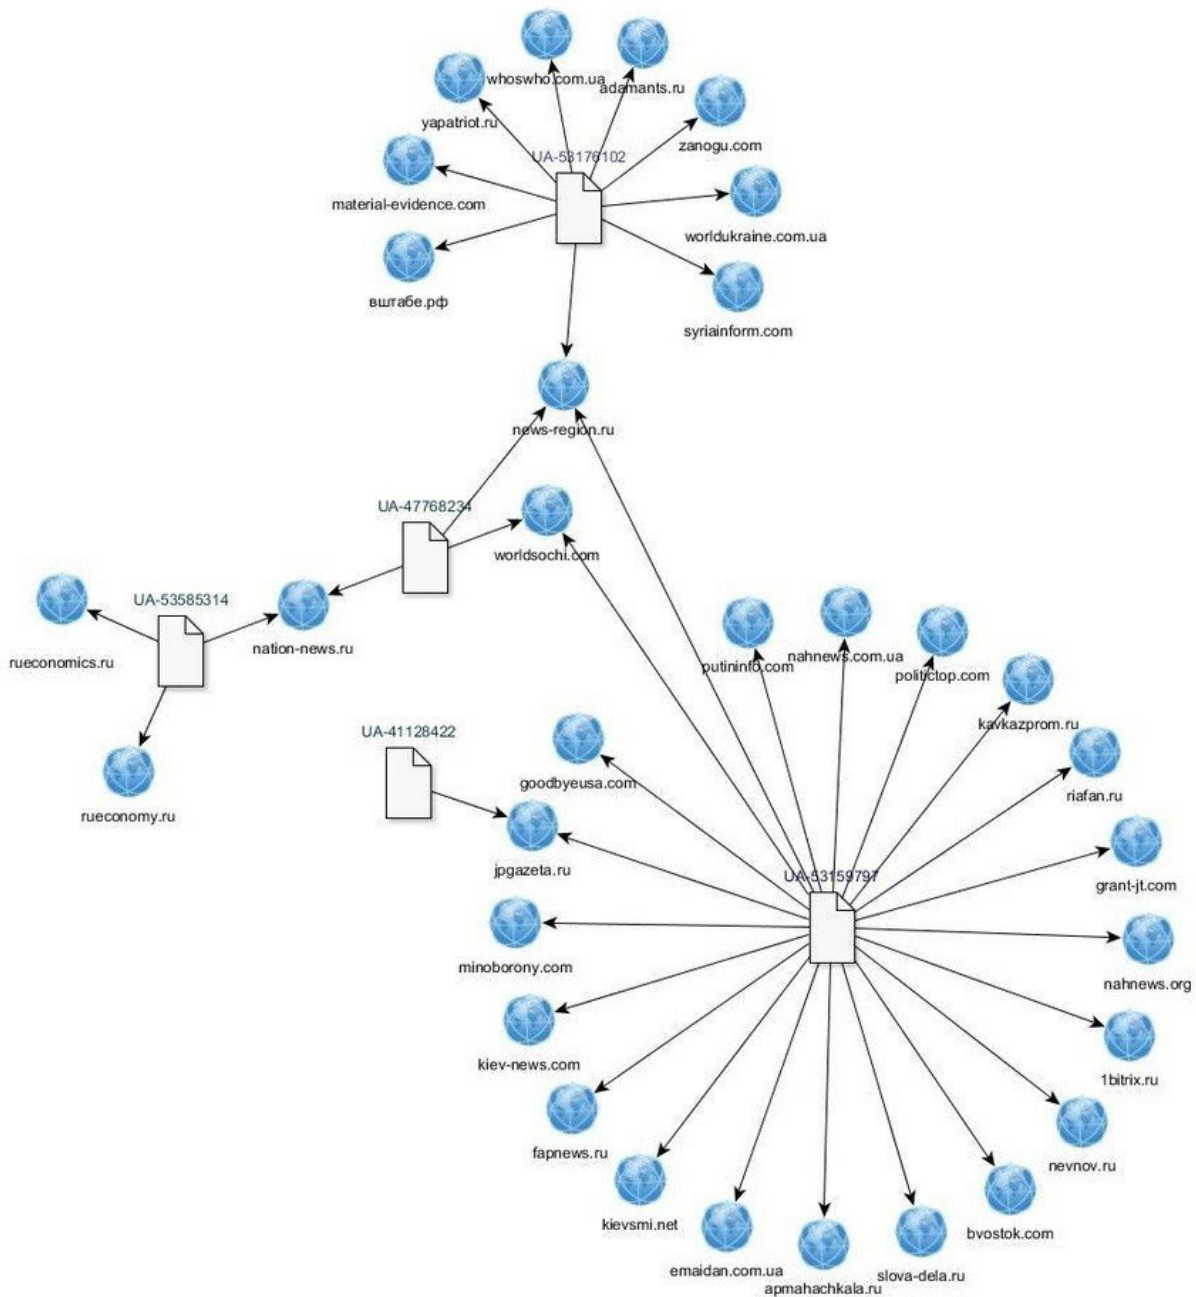 whoswho.com.ua
adamants.ru
yapatriot.ru
zanogu.com
UA-53176102
material-evidence.com
worldukraine.com.ua
вштабе.рф
syriainform.com
news-region.ru
UA-47768234
worldsochi.com
UA-53585314
nation-news.ru
rueconomics.ru
putininfo.com
nahnews.com.ua
politictop.com
kavkazprom.ru
UA-41128422
goodbyeusa.com
riafan.ru
rueconomy.ru
jpgazeta.ru
UA-53159797
grant-jt.com
minoborony.com
nahnews.org
kiev-news.com
1bitrix.ru
fapnews.ru
nevnov.ru
kievsmi.net
bvostok.com
emaidan.com.ua
slova-dela.ru
apmahachkala.ru